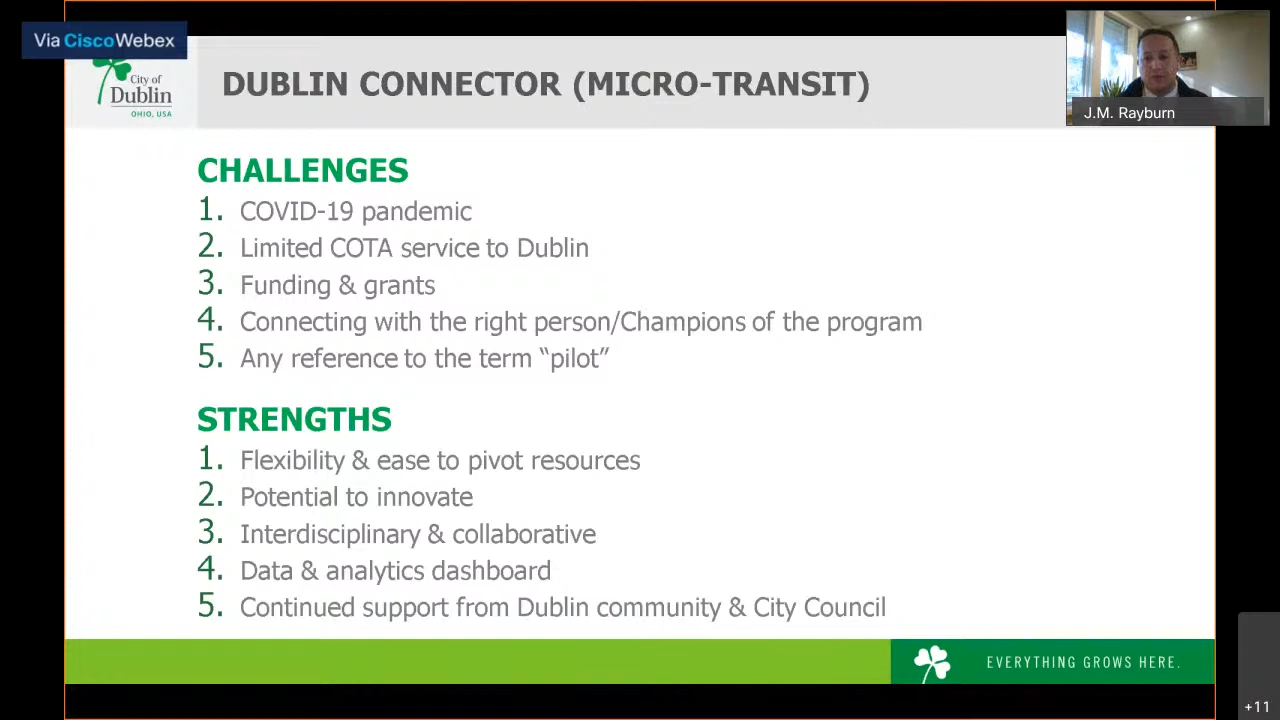 Via CiscoWebex
City of
Dublin
OHIO, USA
DUBLIN CONNECTOR (MICRO-TRANSIT)
J.M. Rayburn
CHALLENGES
1. COVID-19 pandemic
2. Limited COTA service to Dublin
3. Funding & grants
4. Connecting with the right person/Champions of the program
5. Any reference to the term “pilot”
STRENGTHS
1. Flexibility & ease to pivot resources
2. Potential to innovate
3. Interdisciplinary & collaborative
4. Data & analytics dashboard
5. Continued support from Dublin community & City Council
EVERYTHING GROWS HERE.
+11